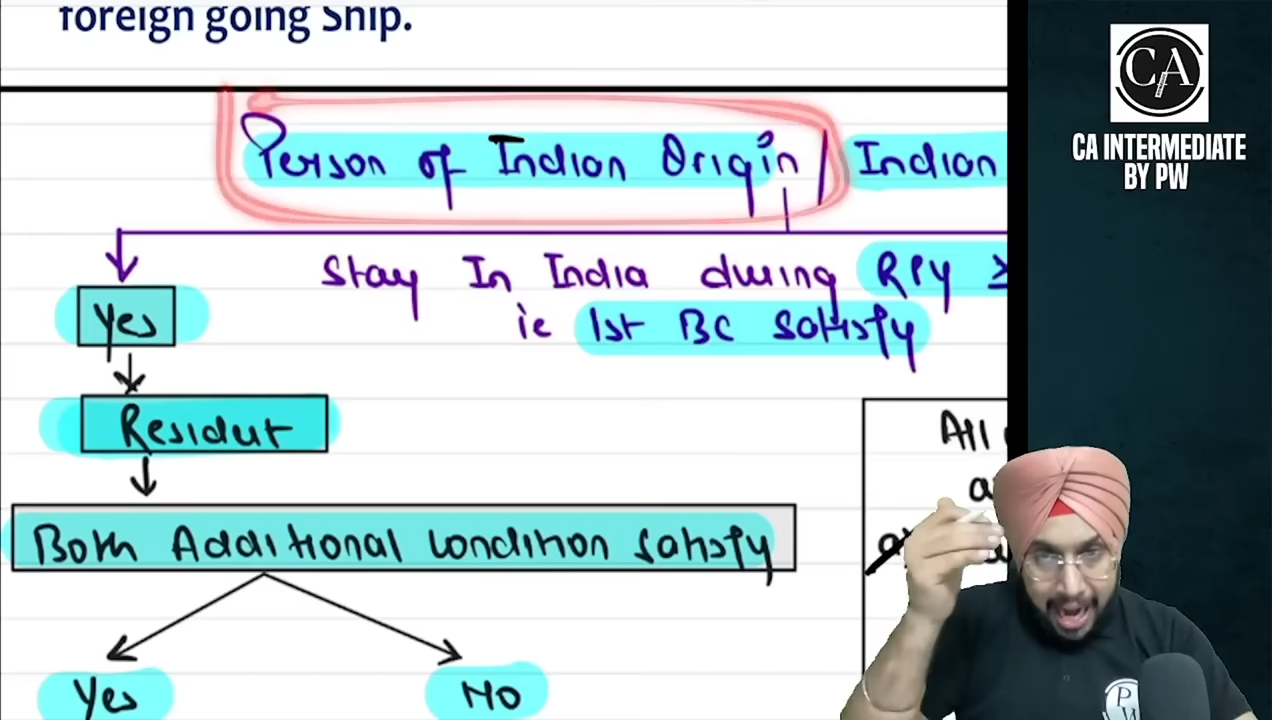 foreign going Ship.
Person of Indian Origin / Indian
Stay In India during RPY ≥
ie 1st BC Satisfy
Yes
Resident
Both Additional condition Satisfy
Yes
No
All
CA
CA INTERMEDIATE
BY PW
P
W